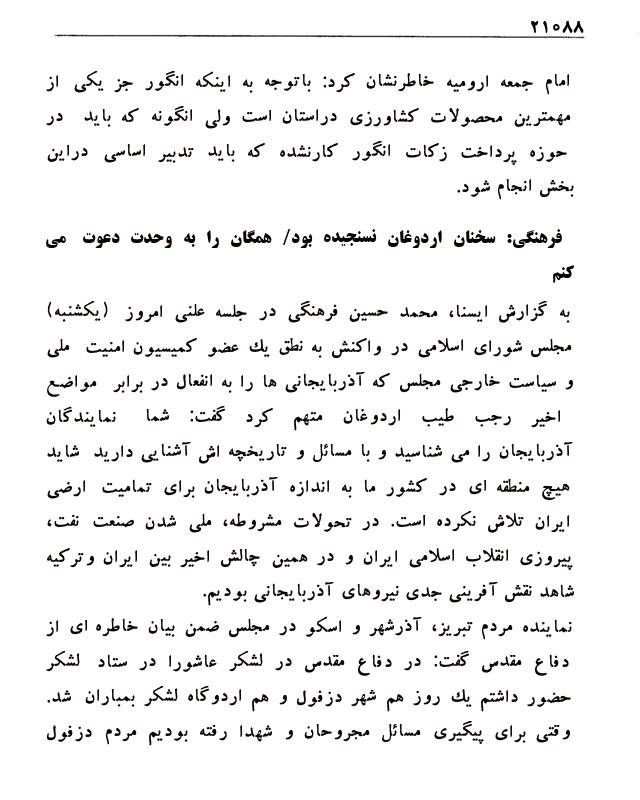 ۲۱۰۸۸
امام جمعه ارومیه خاطرنشان کرد: باتوجه به اینکه انگور جز یکی از
مهمترین محصولات کشاورزی دراستان است ولی انگونه که باید در
حوزه پرداخت زکات انگور کارنشده که باید تدبیر اساسی دراین
بخش انجام شود.
فرهنگی: سخنان اردوغان نسنجیده بود/ همگان را به وحدت دعوت می
کنم
به گزارش ایسنا، محمد حسین فرهنگی در جلسه علنی امروز (یکشنبه)
مجلس شورای اسلامی در واکنش به نطق یك عضو کمیسیون امنیت ملی
و سیاست خارجی مجلس که آذربایجانی ها را به انفعال در برابر مواضع
اخیر رجب طیب اردوغان متهم کرد گفت: شما نمایندگان
آذربایجان را می شناسید و با مسائل و تاریخچه اش آشنایی دارید شاید
هیچ منطقه ای در کشور ما به اندازه آذربایجان برای تمامیت ارضی
ایران تلاش نکرده است. در تحولات مشروطه، ملی شدن صنعت نفت،
پیروزی انقلاب اسلامی ایران و در همین چالش اخیر بین ایران وترکیه
شاهد نقش آفرینی جدی نیروهای آذربایجانی بودیم.
نماینده مردم تبریز، آذرشهر و اسکو در مجلس ضمن بیان خاطره ای از
دفاع مقدس گفت: در دفاع مقدس در لشکر عاشورا در ستاد لشکر
حضور داشتم یك روز هم شهر دزفول و هم اردوگاه لشکر بمباران شد.
وقتی برای پیگیری مسائل مجروحان و شهدا رفته بودیم مردم دزفول